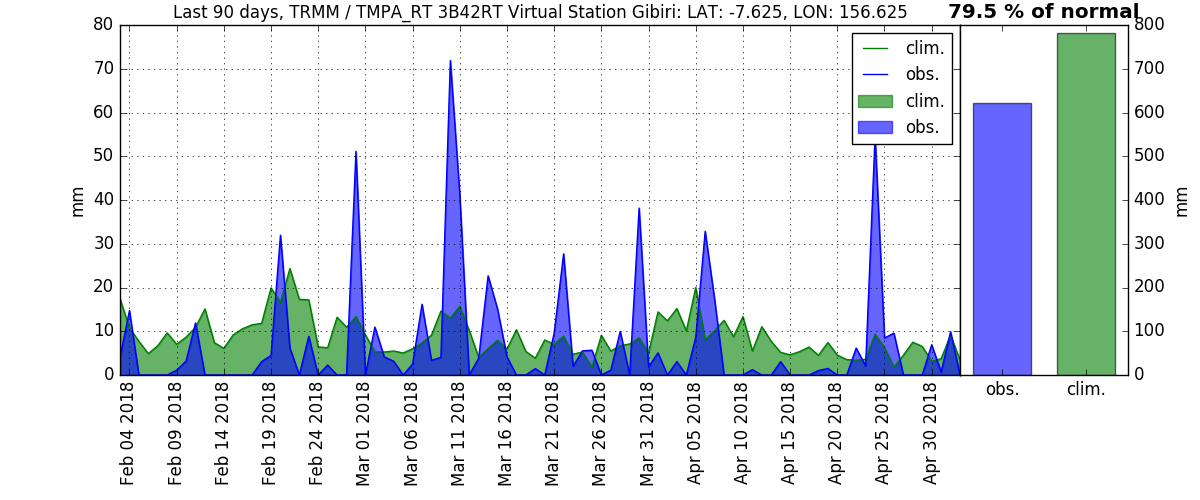 Last 90 days, TRMM / TMPA_RT 3B42RT Virtual Station Gibiri: LAT: -7.625, LON: 156.625
79.5 % of normal
80
70
60
50
40
30
20
10
0
mm
clim.
obs.
clim.
obs.
800
700
600
500
400
300
200
100
0
mm
obs.
clim.
Feb 04 2018
Feb 09 2018
Feb 14 2018
Feb 19 2018
Feb 24 2018
Mar 01 2018
Mar 06 2018
Mar 11 2018
Mar 16 2018
Mar 21 2018
Mar 26 2018
Mar 31 2018
Apr 05 2018
Apr 10 2018
Apr 15 2018
Apr 20 2018
Apr 25 2018
Apr 30 2018